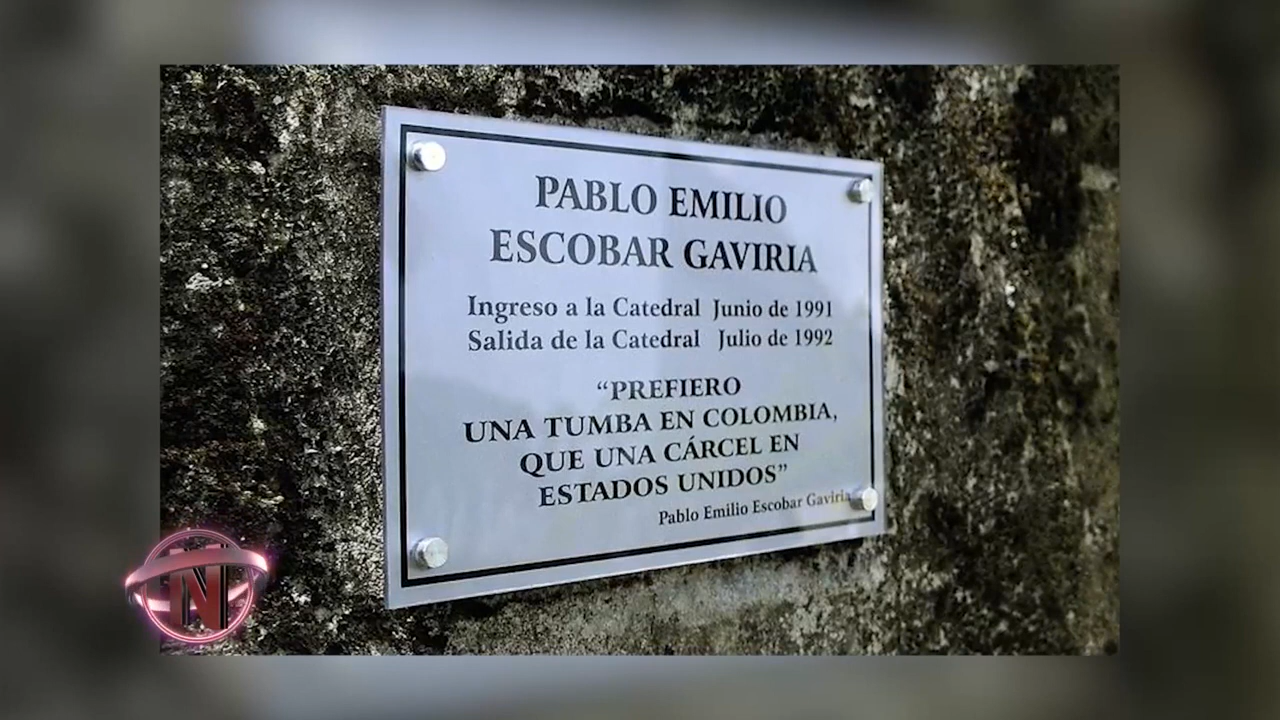 PABLO EMILIO
ESCOBAR GAVIRIA
Ingreso a la Catedral Junio de 1991
Salida de la Catedral Julio de 1992
“PREFIERO
UNA TUMBA EN COLOMBIA,
QUE UNA CÁRCEL EN
ESTADOS UNIDOS”
Pablo Emilio Escobar Gaviria
N